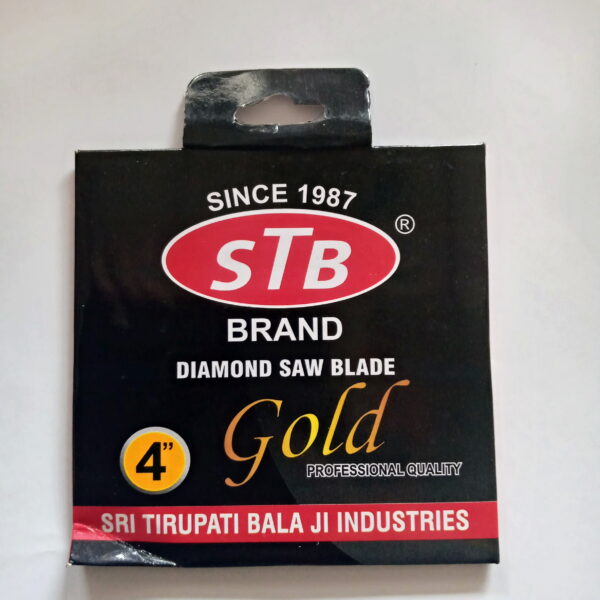 SINCE 1987
STB ®
BRAND
DIAMOND SAW BLADE
Gold
4”
PROFESSIONAL QUALITY
SRI TIRUPATI BALA JI INDUSTRIES